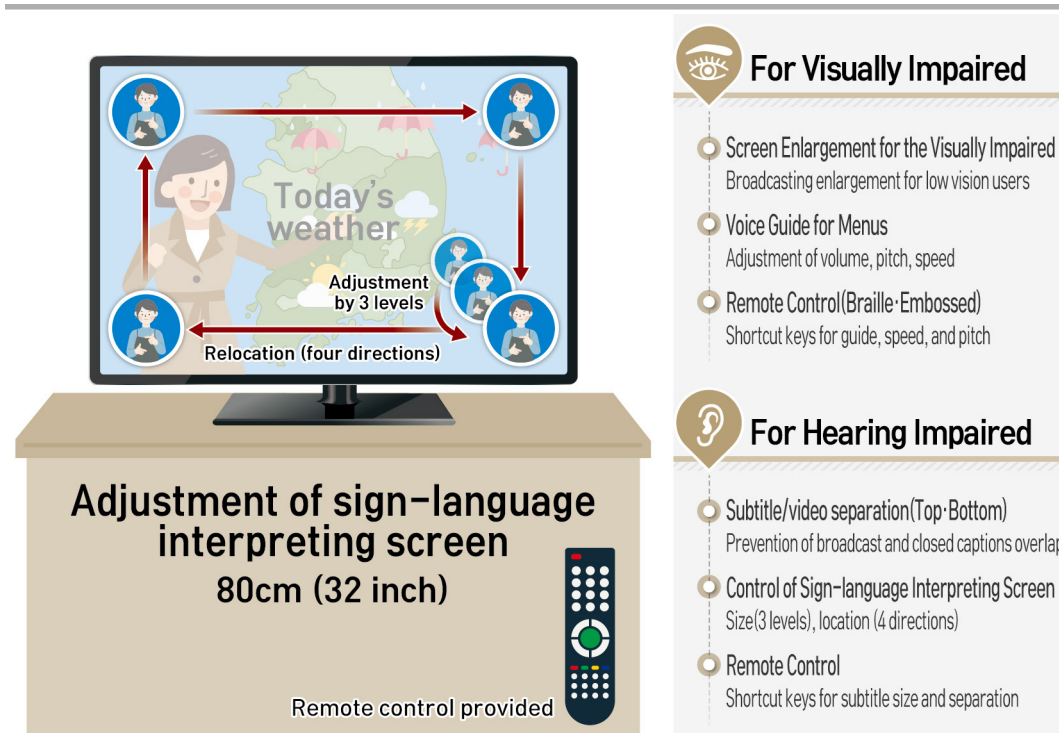 Today's
weather
Adjustment
by 3 levels
Relocation (four directions)
Adjustment of sign-language
interpreting screen
80cm (32 inch)
Remote control provided
For Visually Impaired
Screen Enlargement for the Visually Impaired
Broadcasting enlargement for low vision users
Voice Guide for Menus
Adjustment of volume, pitch, speed
Remote Control(Braille·Embossed)
Shortcut keys for guide, speed, and pitch
For Hearing Impaired
Subtitle/video separation(Top·Bottom)
Prevention of broadcast and closed captions overlap
Control of Sign-language Interpreting Screen
Size(3 levels), location (4 directions)
Remote Control
Shortcut keys for subtitle size and separation